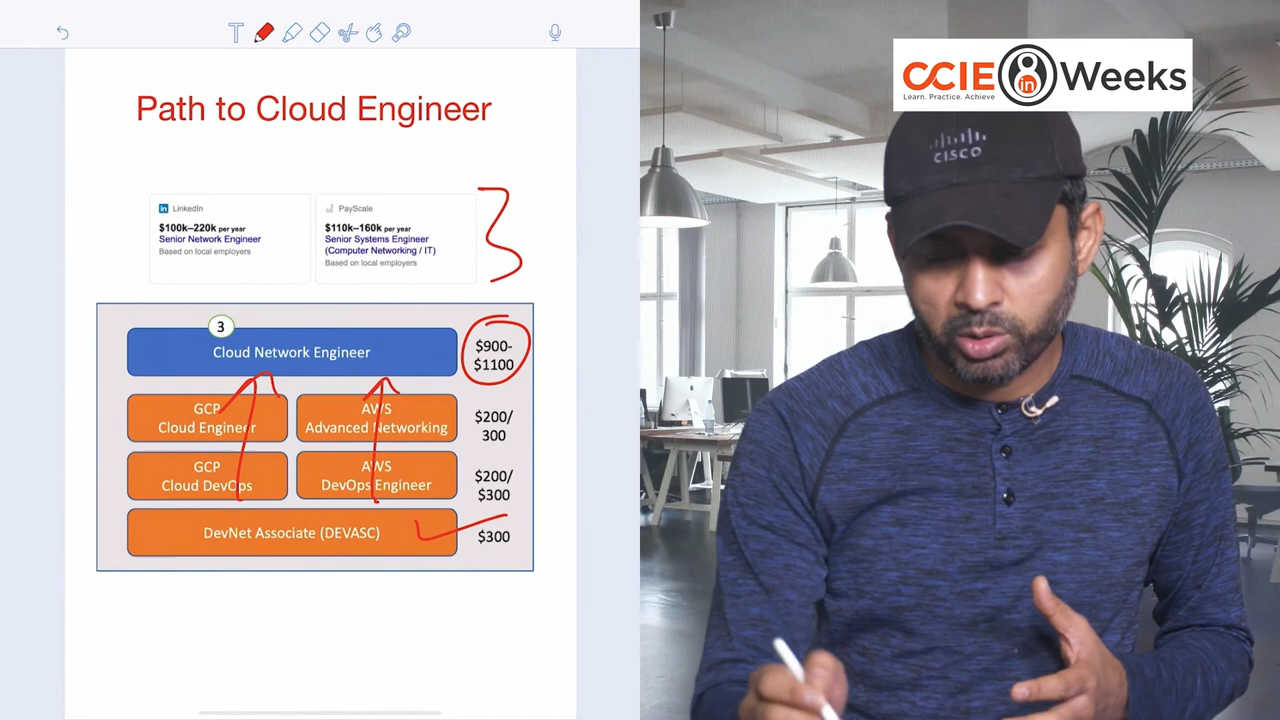 Path to Cloud Engineer
LinkedIn
$100k–220k per year
Senior Network Engineer
Based on local employers
PayScale
$110k–160k per year
Senior Systems Engineer
(Computer Networking / IT)
Based on local employers
3
Cloud Network Engineer
$900-
$1100
GCP
Cloud Engineer
AWS
Advanced Networking
$200/
300
GCP
Cloud DevOps
AWS
DevOps Engineer
$200/
$300
DevNet Associate (DEVASC)
$300
CCIE 8 in Weeks
Learn. Practice. Achieve
CISCO